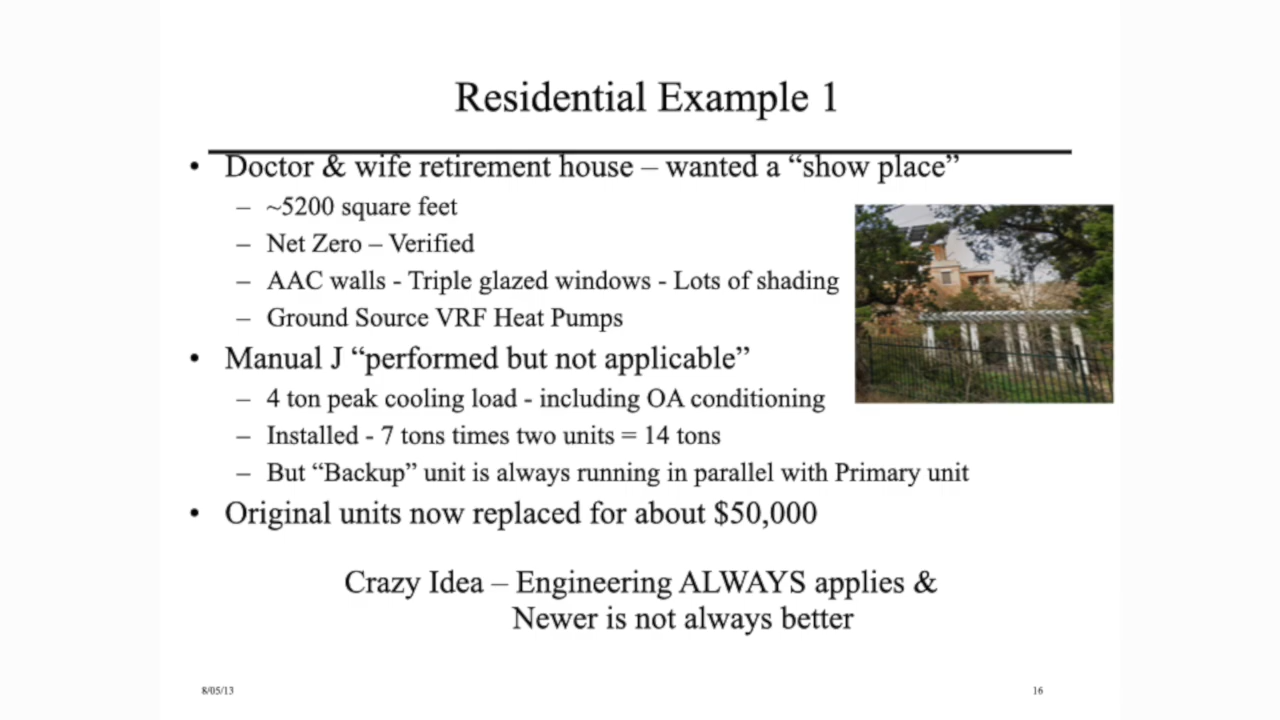 Residential Example 1
• Doctor & wife retirement house – wanted a “show place”
– ~5200 square feet
– Net Zero – Verified
– AAC walls - Triple glazed windows - Lots of shading
– Ground Source VRF Heat Pumps
• Manual J “performed but not applicable”
– 4 ton peak cooling load - including OA conditioning
– Installed - 7 tons times two units = 14 tons
– But “Backup” unit is always running in parallel with Primary unit
• Original units now replaced for about $50,000
Crazy Idea – Engineering ALWAYS applies &
Newer is not always better
8/05/13
16